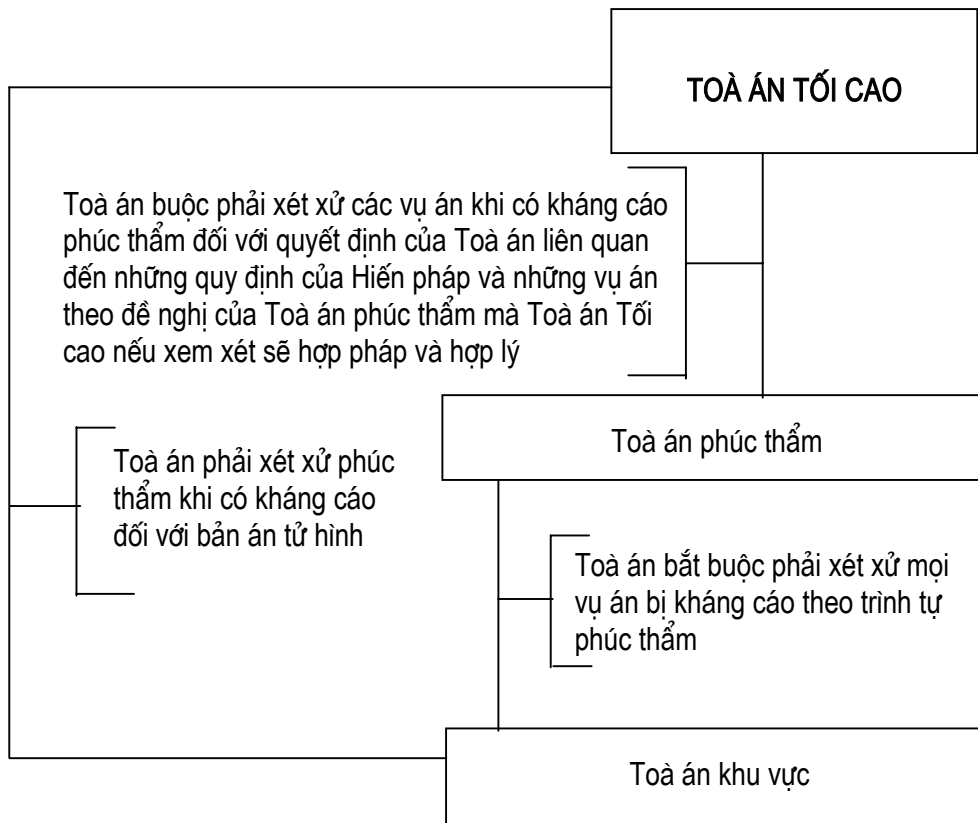 TOÀ ÁN TỐI CAO
Toà án buộc phải xét xử các vụ án khi có kháng cáo
phúc thẩm đối với quyết định của Toà án liên quan
đến những quy định của Hiến pháp và những vụ án
theo đề nghị của Toà án phúc thẩm mà Toà án Tối
cao nếu xem xét sẽ hợp pháp và hợp lý
Toà án phúc thẩm
Toà án phải xét xử phúc
thẩm khi có kháng cáo
đối với bản án tử hình
Toà án bắt buộc phải xét xử mọi
vụ án bị kháng cáo theo trình tự
phúc thẩm
Toà án khu vực